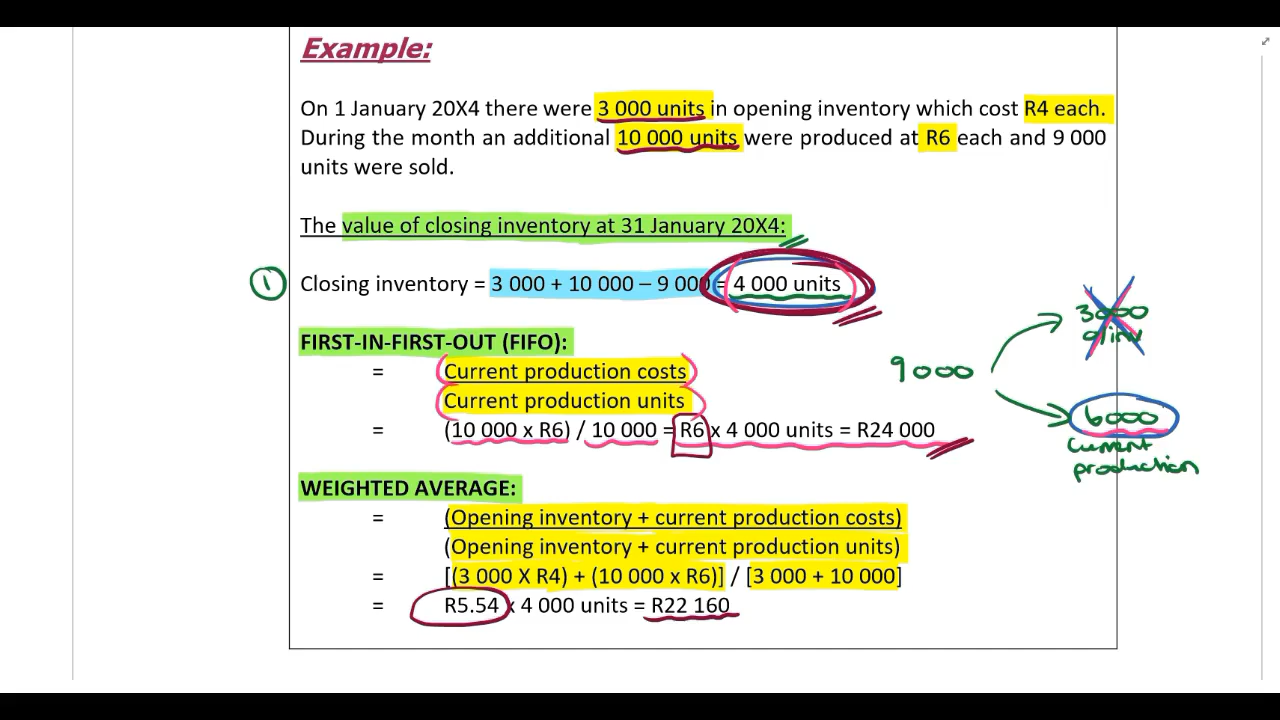 Example:
On 1 January 20X4 there were 3 000 units in opening inventory which cost R4 each.
During the month an additional 10 000 units were produced at R6 each and 9 000
units were sold.
The value of closing inventory at 31 January 20X4:
1 Closing inventory = 3 000 + 10 000 – 9 000 = 4 000 units
FIRST-IN-FIRST-OUT (FIFO):
= Current production costs
Current production units
= (10 000 x R6) / 10 000 = R6 x 4 000 units = R24 000
WEIGHTED AVERAGE:
= (Opening inventory + current production costs)
(Opening inventory + current production units)
= [(3 000 X R4) + (10 000 x R6)] / [3 000 + 10 000]
= R5.54 x 4 000 units = R22 160
3000
o/inv
9000
6000
current
production